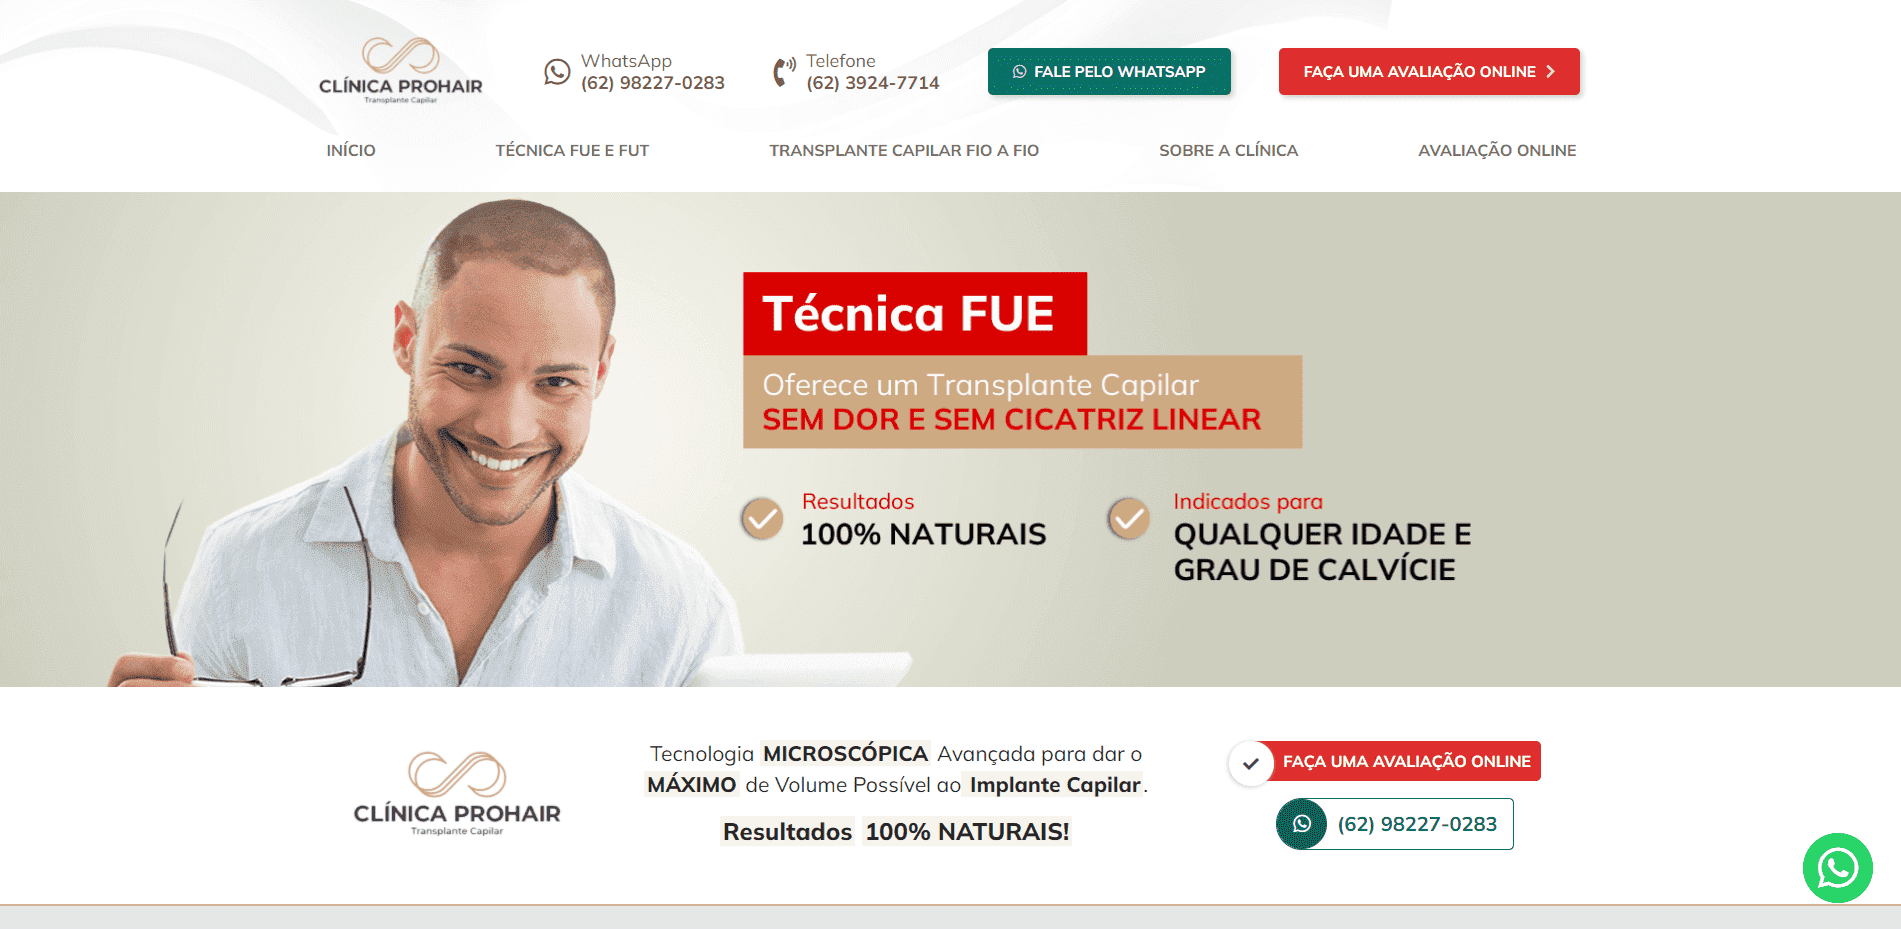 CLÍNICA PROHAIR
Transplante Capilar
WhatsApp
(62) 98227-0283
Telefone
(62) 3924-7714
FALE PELO WHATSAPP
FAÇA UMA AVALIAÇÃO ONLINE
INÍCIO
TÉCNICA FUE E FUT
TRANSPLANTE CAPILAR FIO A FIO
SOBRE A CLÍNICA
AVALIAÇÃO ONLINE
Técnica FUE
Oferece um Transplante Capilar
SEM DOR E SEM CICATRIZ LINEAR
Resultados
100% NATURAIS
Indicados para
QUALQUER IDADE E
GRAU DE CALVÍCIE
CLÍNICA PROHAIR
Transplante Capilar
Tecnologia MICROSCÓPICA Avançada para dar o
MÁXIMO de Volume Possível ao Implante Capilar.
Resultados 100% NATURAIS!
FAÇA UMA AVALIAÇÃO ONLINE
(62) 98227-0283